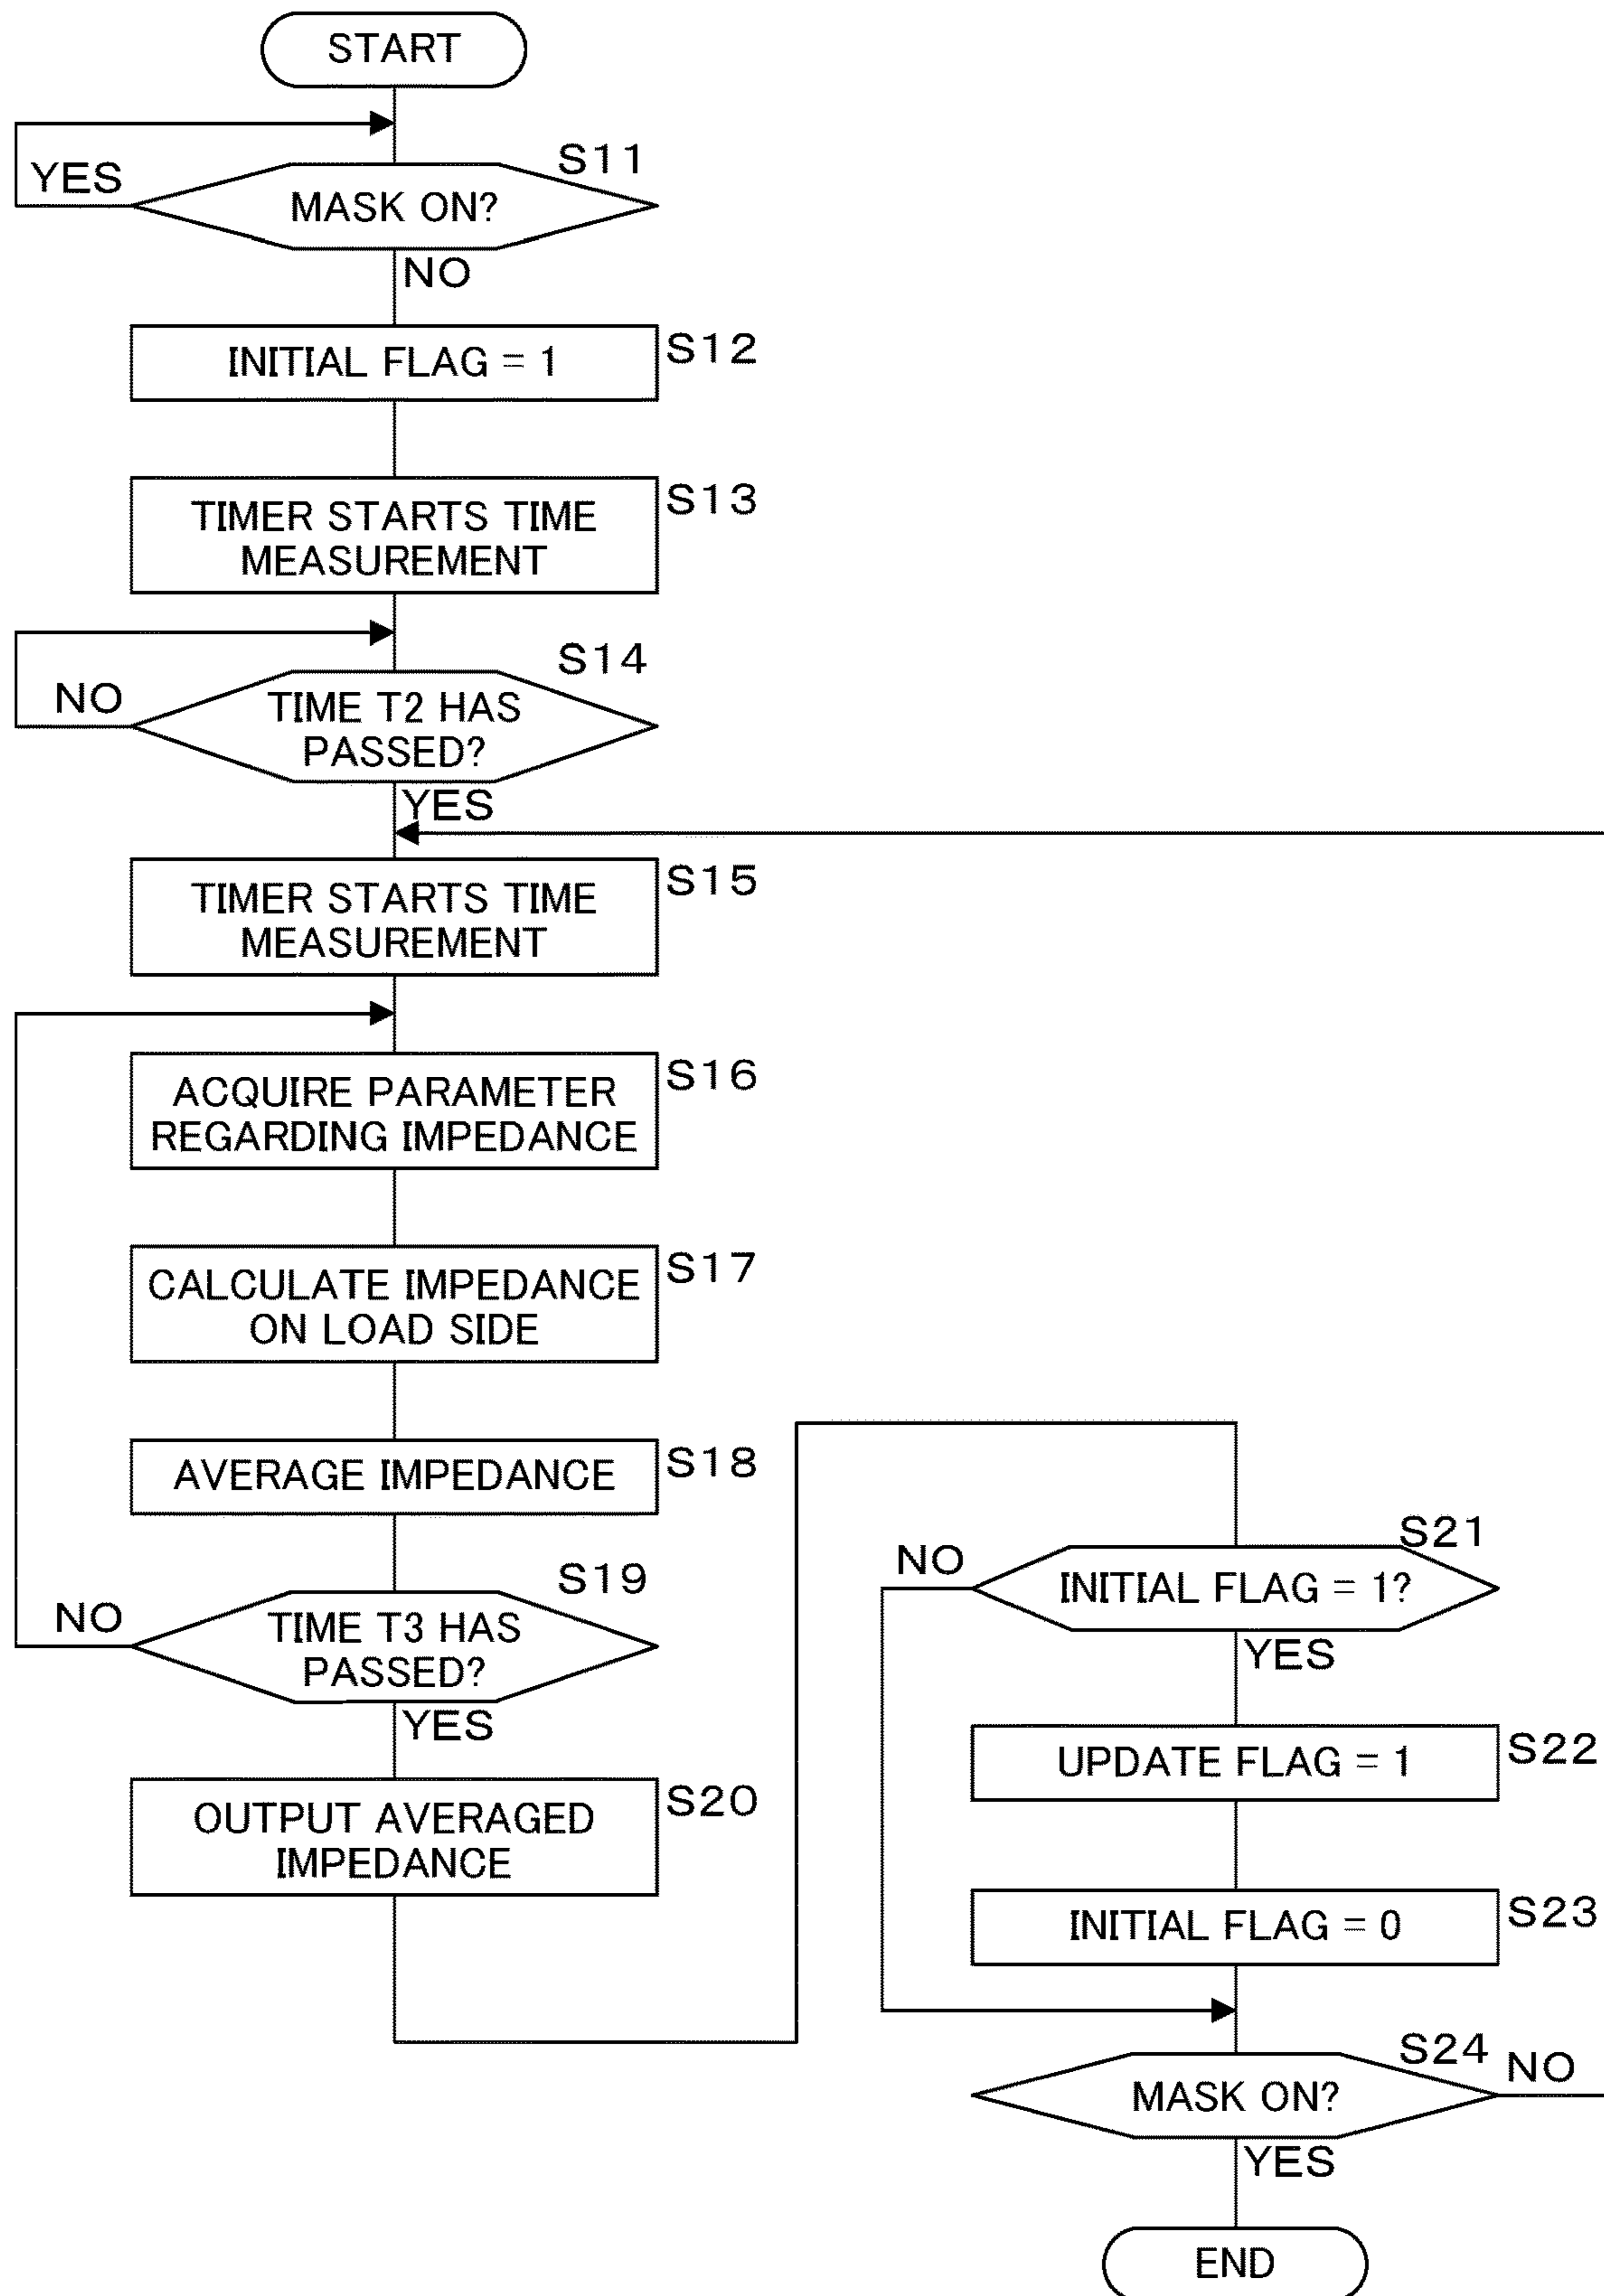 START
S11
YES
MASK ON?
NO
INITIAL FLAG = 1
S12
TIMER STARTS TIME
MEASUREMENT
S13
S14
NO
TIME T2 HAS
PASSED?
YES
TIMER STARTS TIME
MEASUREMENT
S15
ACQUIRE PARAMETER
REGARDING IMPEDANCE
S16
CALCULATE IMPEDANCE
ON LOAD SIDE
S17
AVERAGE IMPEDANCE
S18
S19
NO
TIME T3 HAS
PASSED?
YES
OUTPUT AVERAGED
IMPEDANCE
S20
S21
NO
INITIAL FLAG = 1?
YES
UPDATE FLAG = 1
S22
INITIAL FLAG = 0
S23
S24
NO
MASK ON?
YES
END